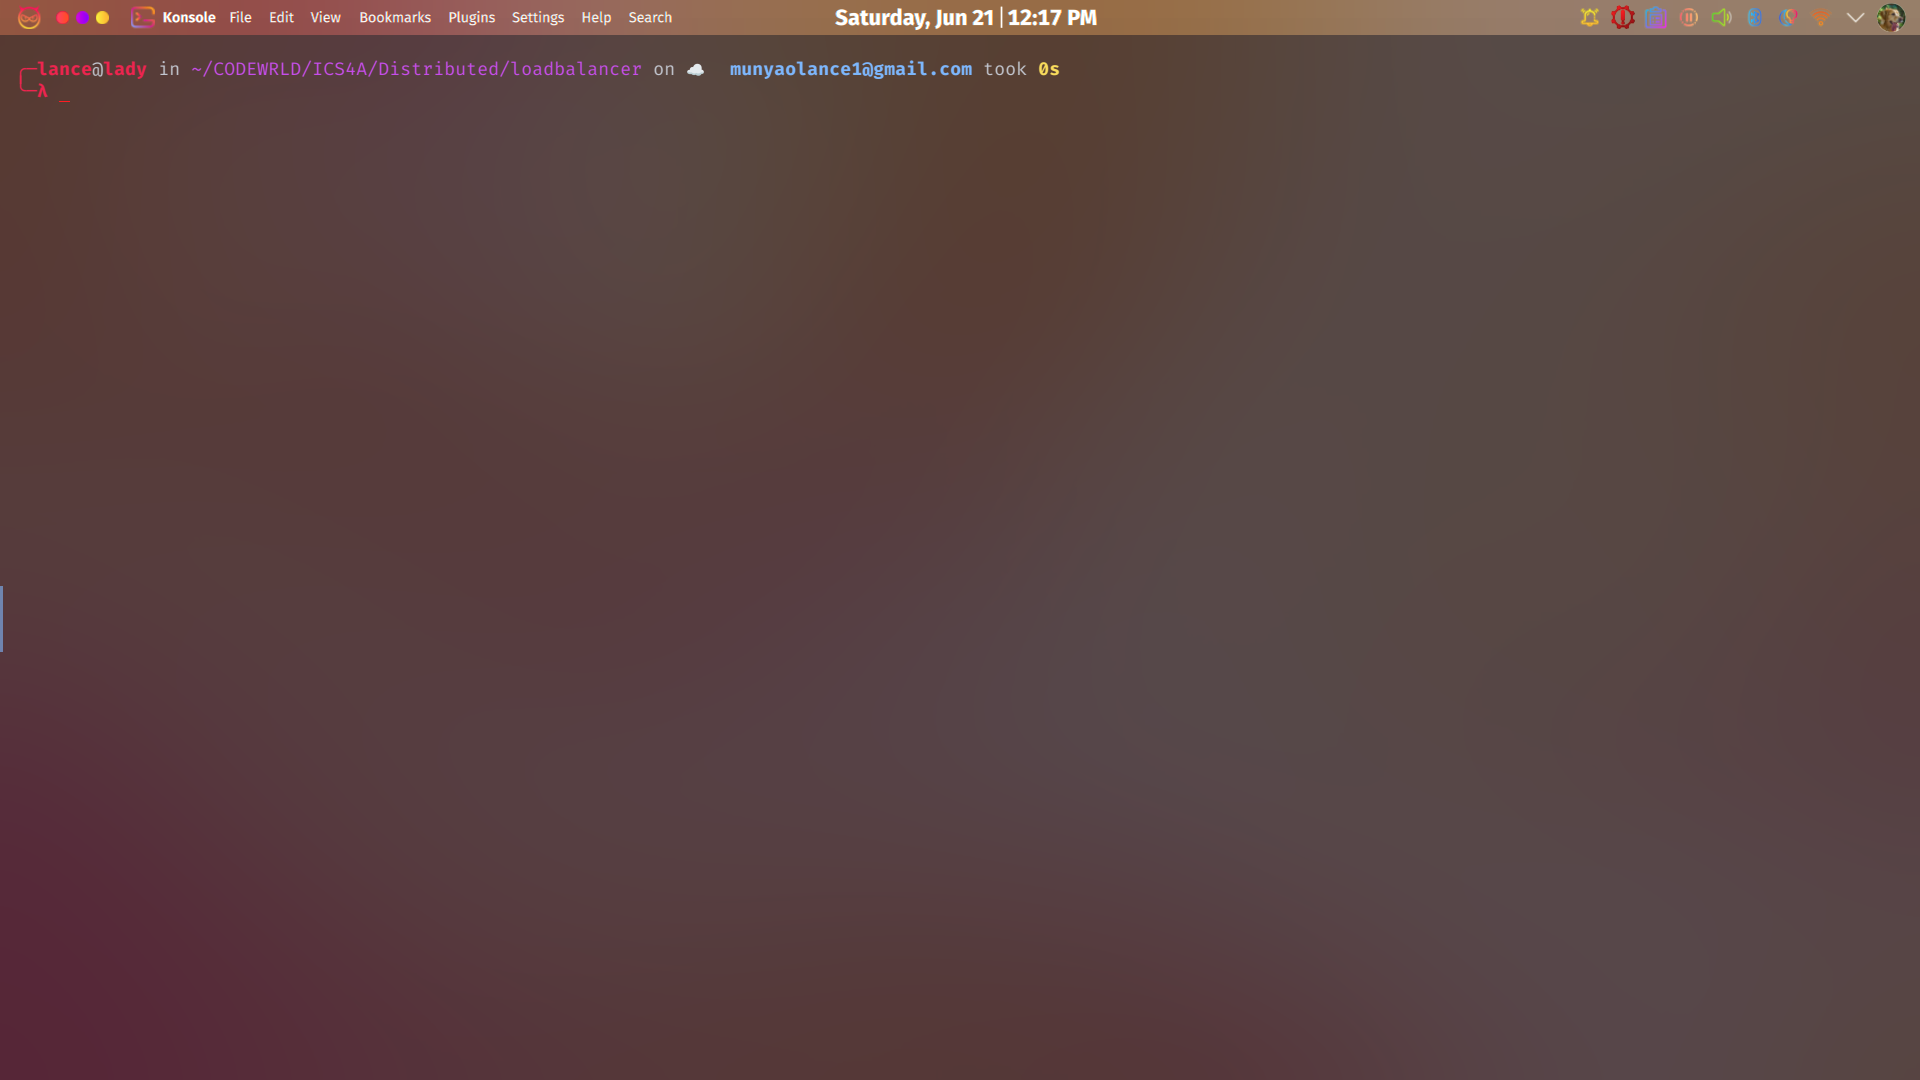 Konsole File Edit View Bookmarks Plugins Settings Help Search Saturday, Jun 21 | 12:17 PM
lance@lady in ~/CODEWRLD/ICS4A/Distributed/loadbalancer on ☁️ munyaolance1@gmail.com took 0s
λ _